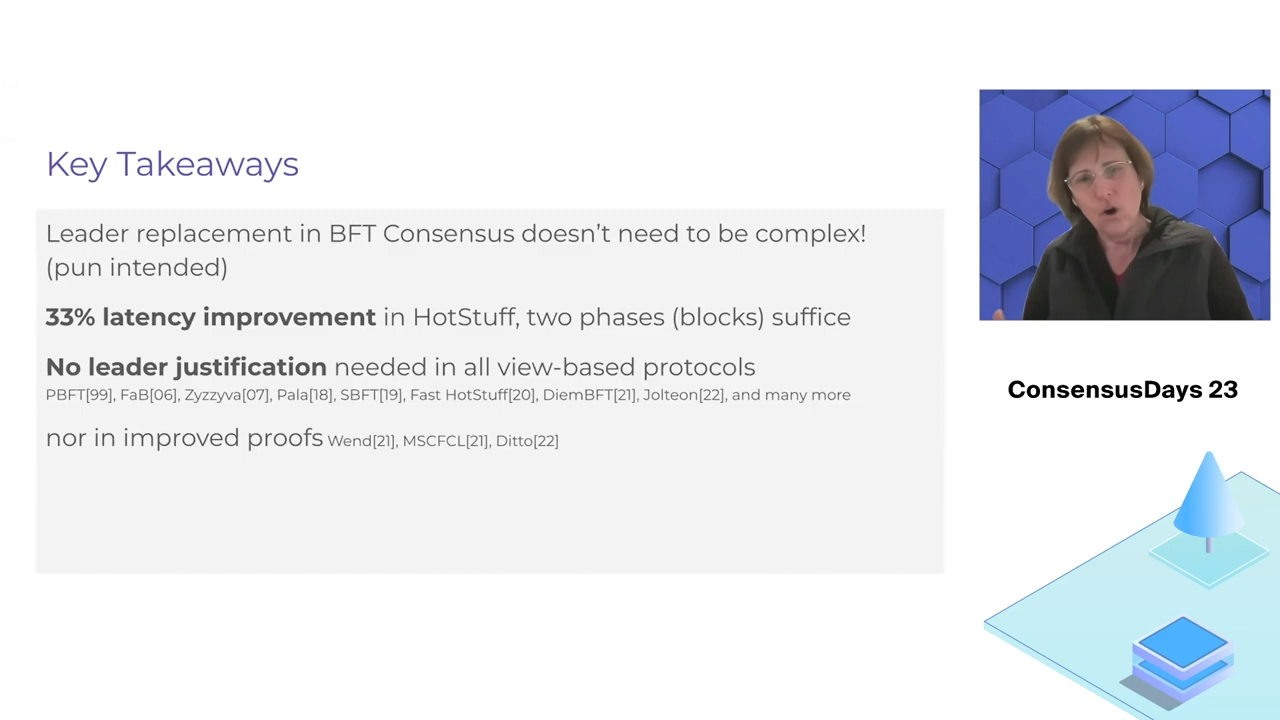 Key Takeaways
Leader replacement in BFT Consensus doesn’t need to be complex!
(pun intended)
33% latency improvement in HotStuff, two phases (blocks) suffice
No leader justification needed in all view-based protocols
PBFT[99], FaB[06], Zyzzyva[07], Pala[18], SBFT[19], Fast HotStuff[20], DiemBFT[21], Jolteon[22], and many more
nor in improved proofs Wend[21], MSCFCL[21], Ditto[22]
ConsensusDays 23